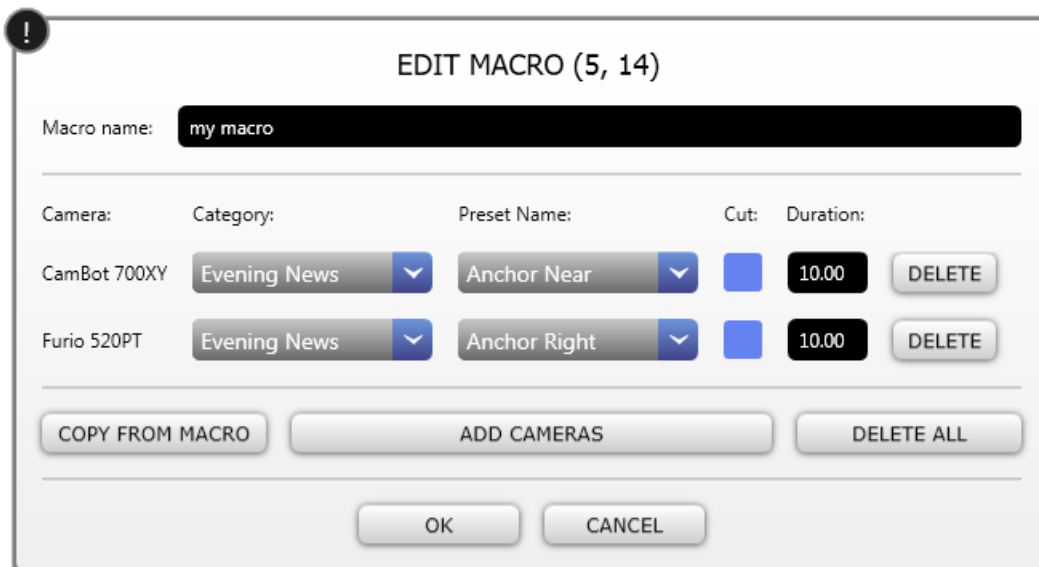 !
EDIT MACRO (5, 14)
Macro name: my macro
Camera: Category: Preset Name: Cut: Duration:
CamBot 700XY Evening News Anchor Near 10.00 DELETE
Furio 520PT Evening News Anchor Right 10.00 DELETE
COPY FROM MACRO ADD CAMERAS DELETE ALL
OK CANCEL